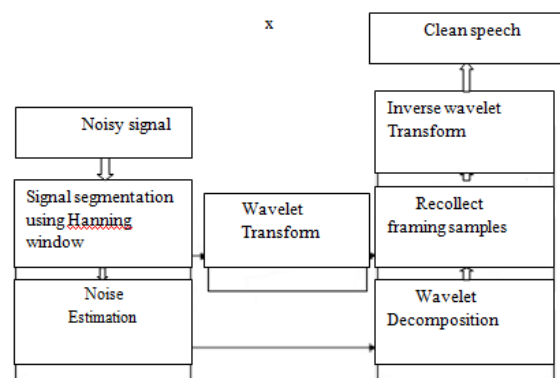 x
Clean speech
Noisy signal
Inverse wavelet
Transform
Signal segmentation
using Hanning
window
Wavelet
Transform
Recollect
framing samples
Noise
Estimation
Wavelet
Decomposition